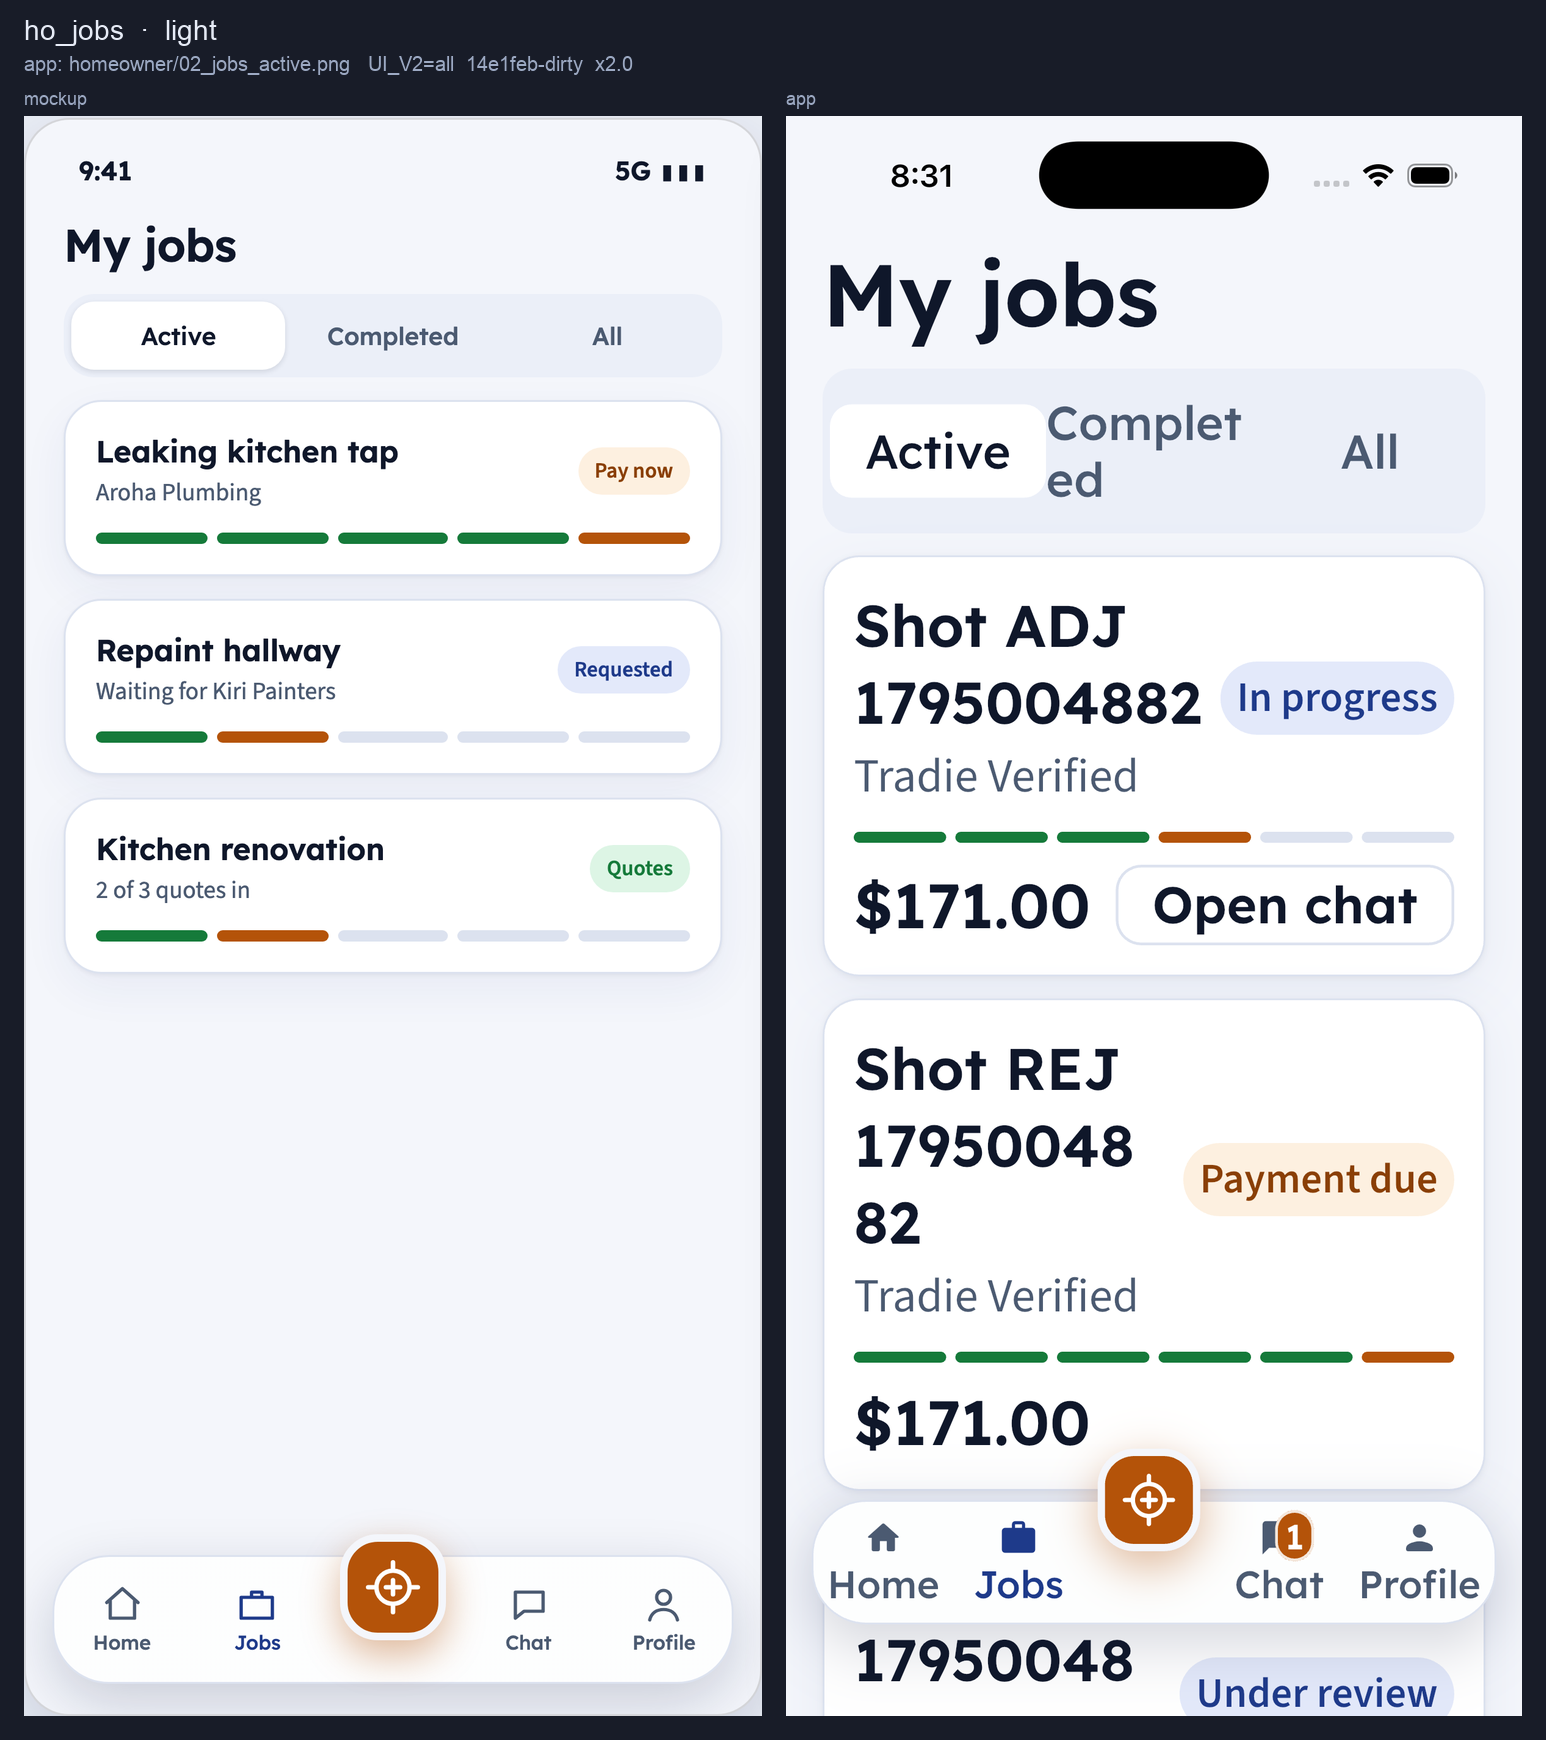 ho_jobs · light
app: homeowner/02_jobs_active.png UI_V2=all 14e1feb-dirty x2.0
mockup
9:41
5G
My jobs
Active
Completed
All
Leaking kitchen tap
Aroha Plumbing
Pay now
Repaint hallway
Waiting for Kiri Painters
Requested
Kitchen renovation
2 of 3 quotes in
Quotes
Home
Jobs
Chat
Profile
app
8:31
My jobs
Active
Complet
ed
All
Shot ADJ
1795004882
In progress
Tradie Verified
$171.00
Open chat
Shot REJ
17950048
82
Payment due
Tradie Verified
$171.00
1
Home
Jobs
Chat
Profile
17950048
Under review